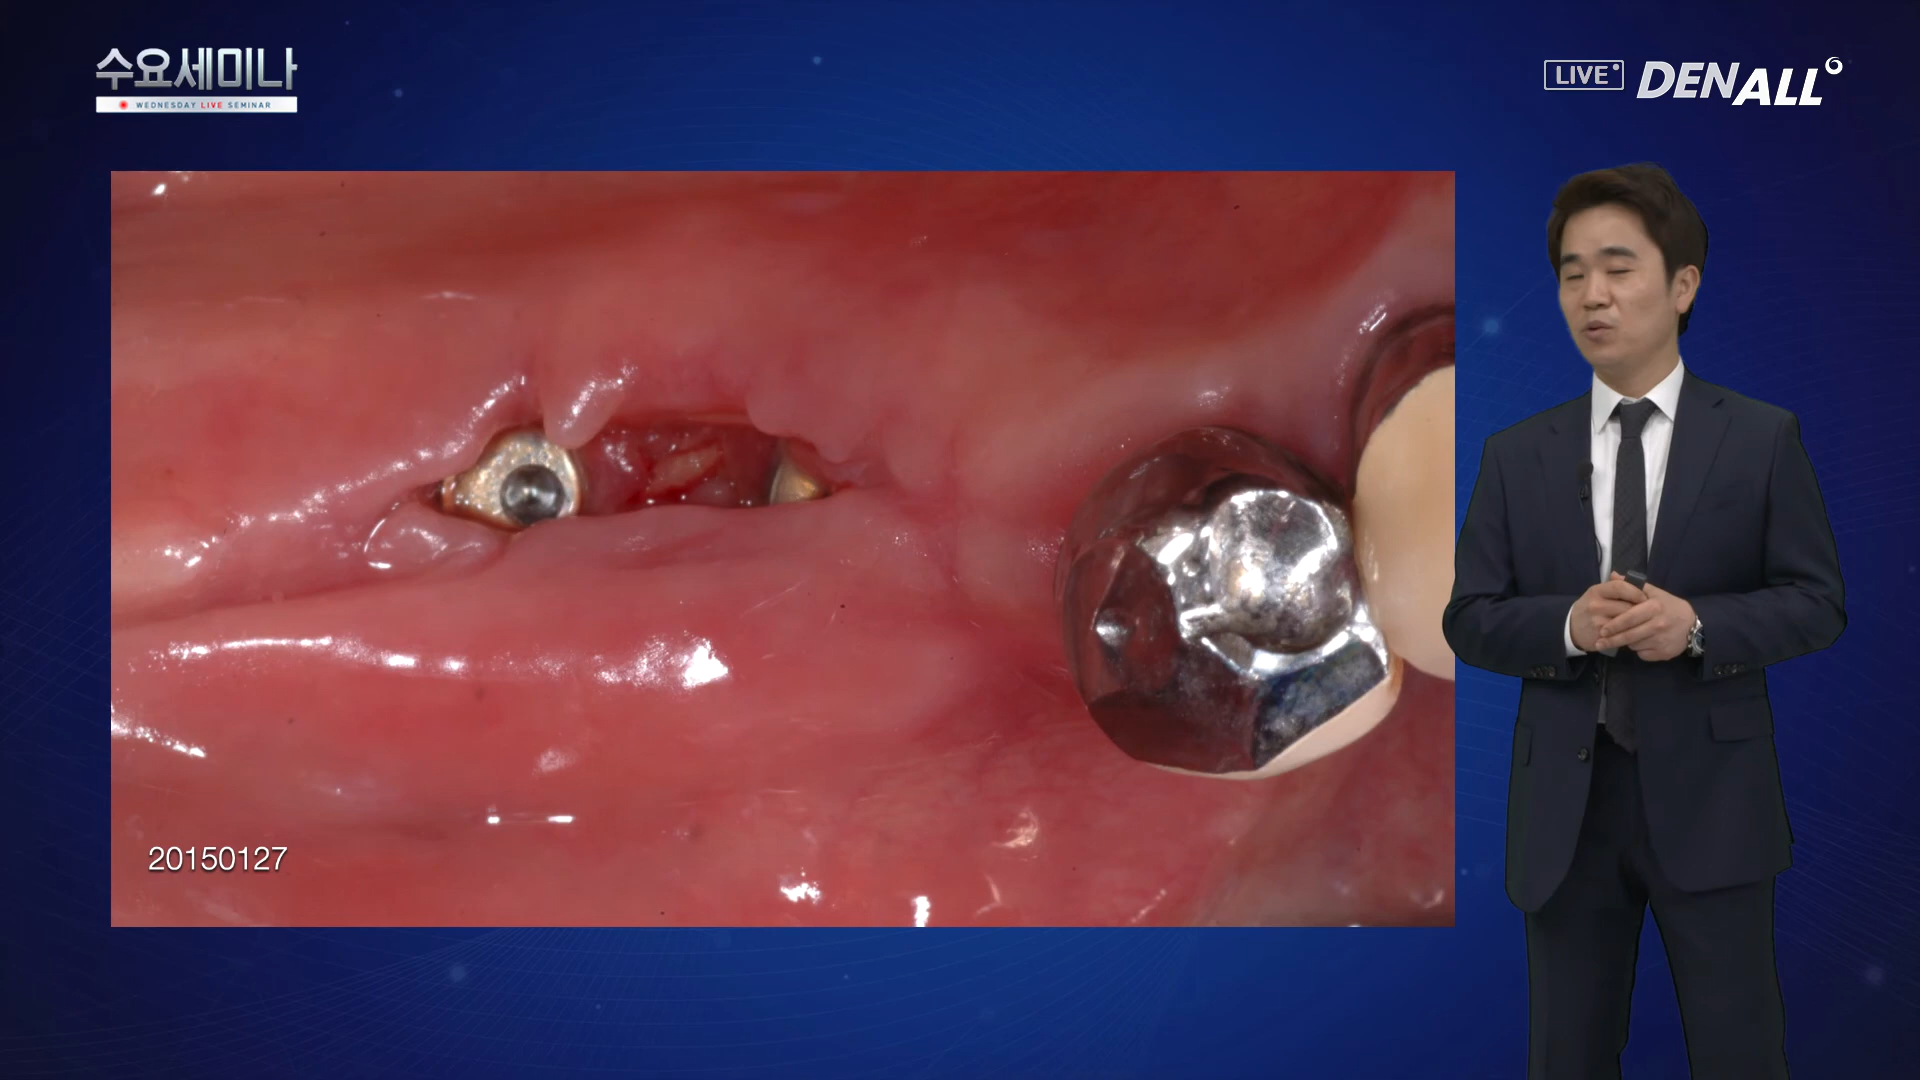 수요세미나
WEDNESDAY LIVE SEMINAR
LIVE
DENALL
20150127